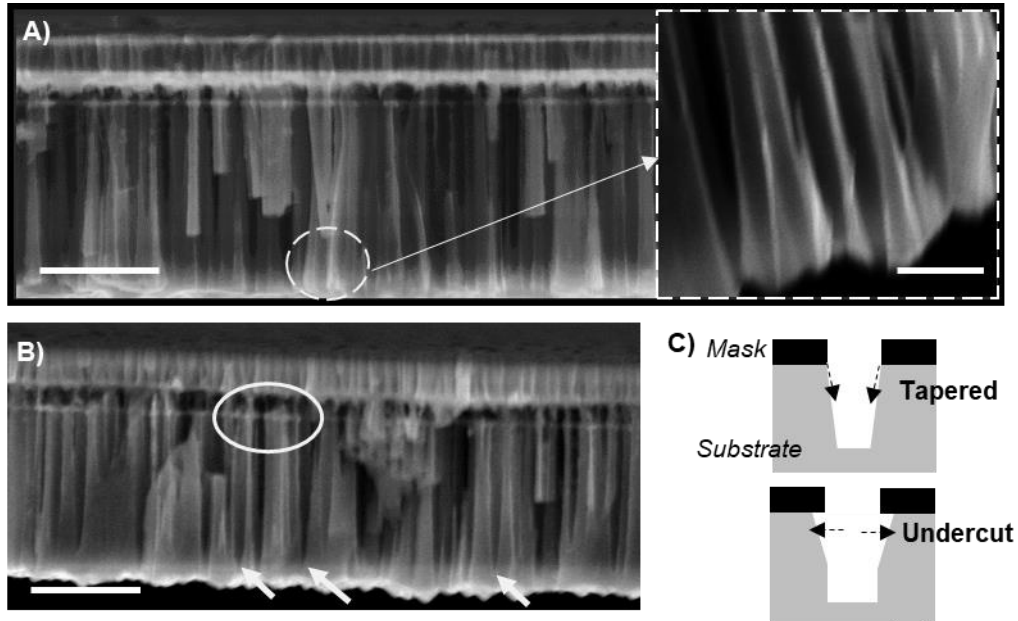 A)
B)
C)
Mask
Tapered
Substrate
Undercut